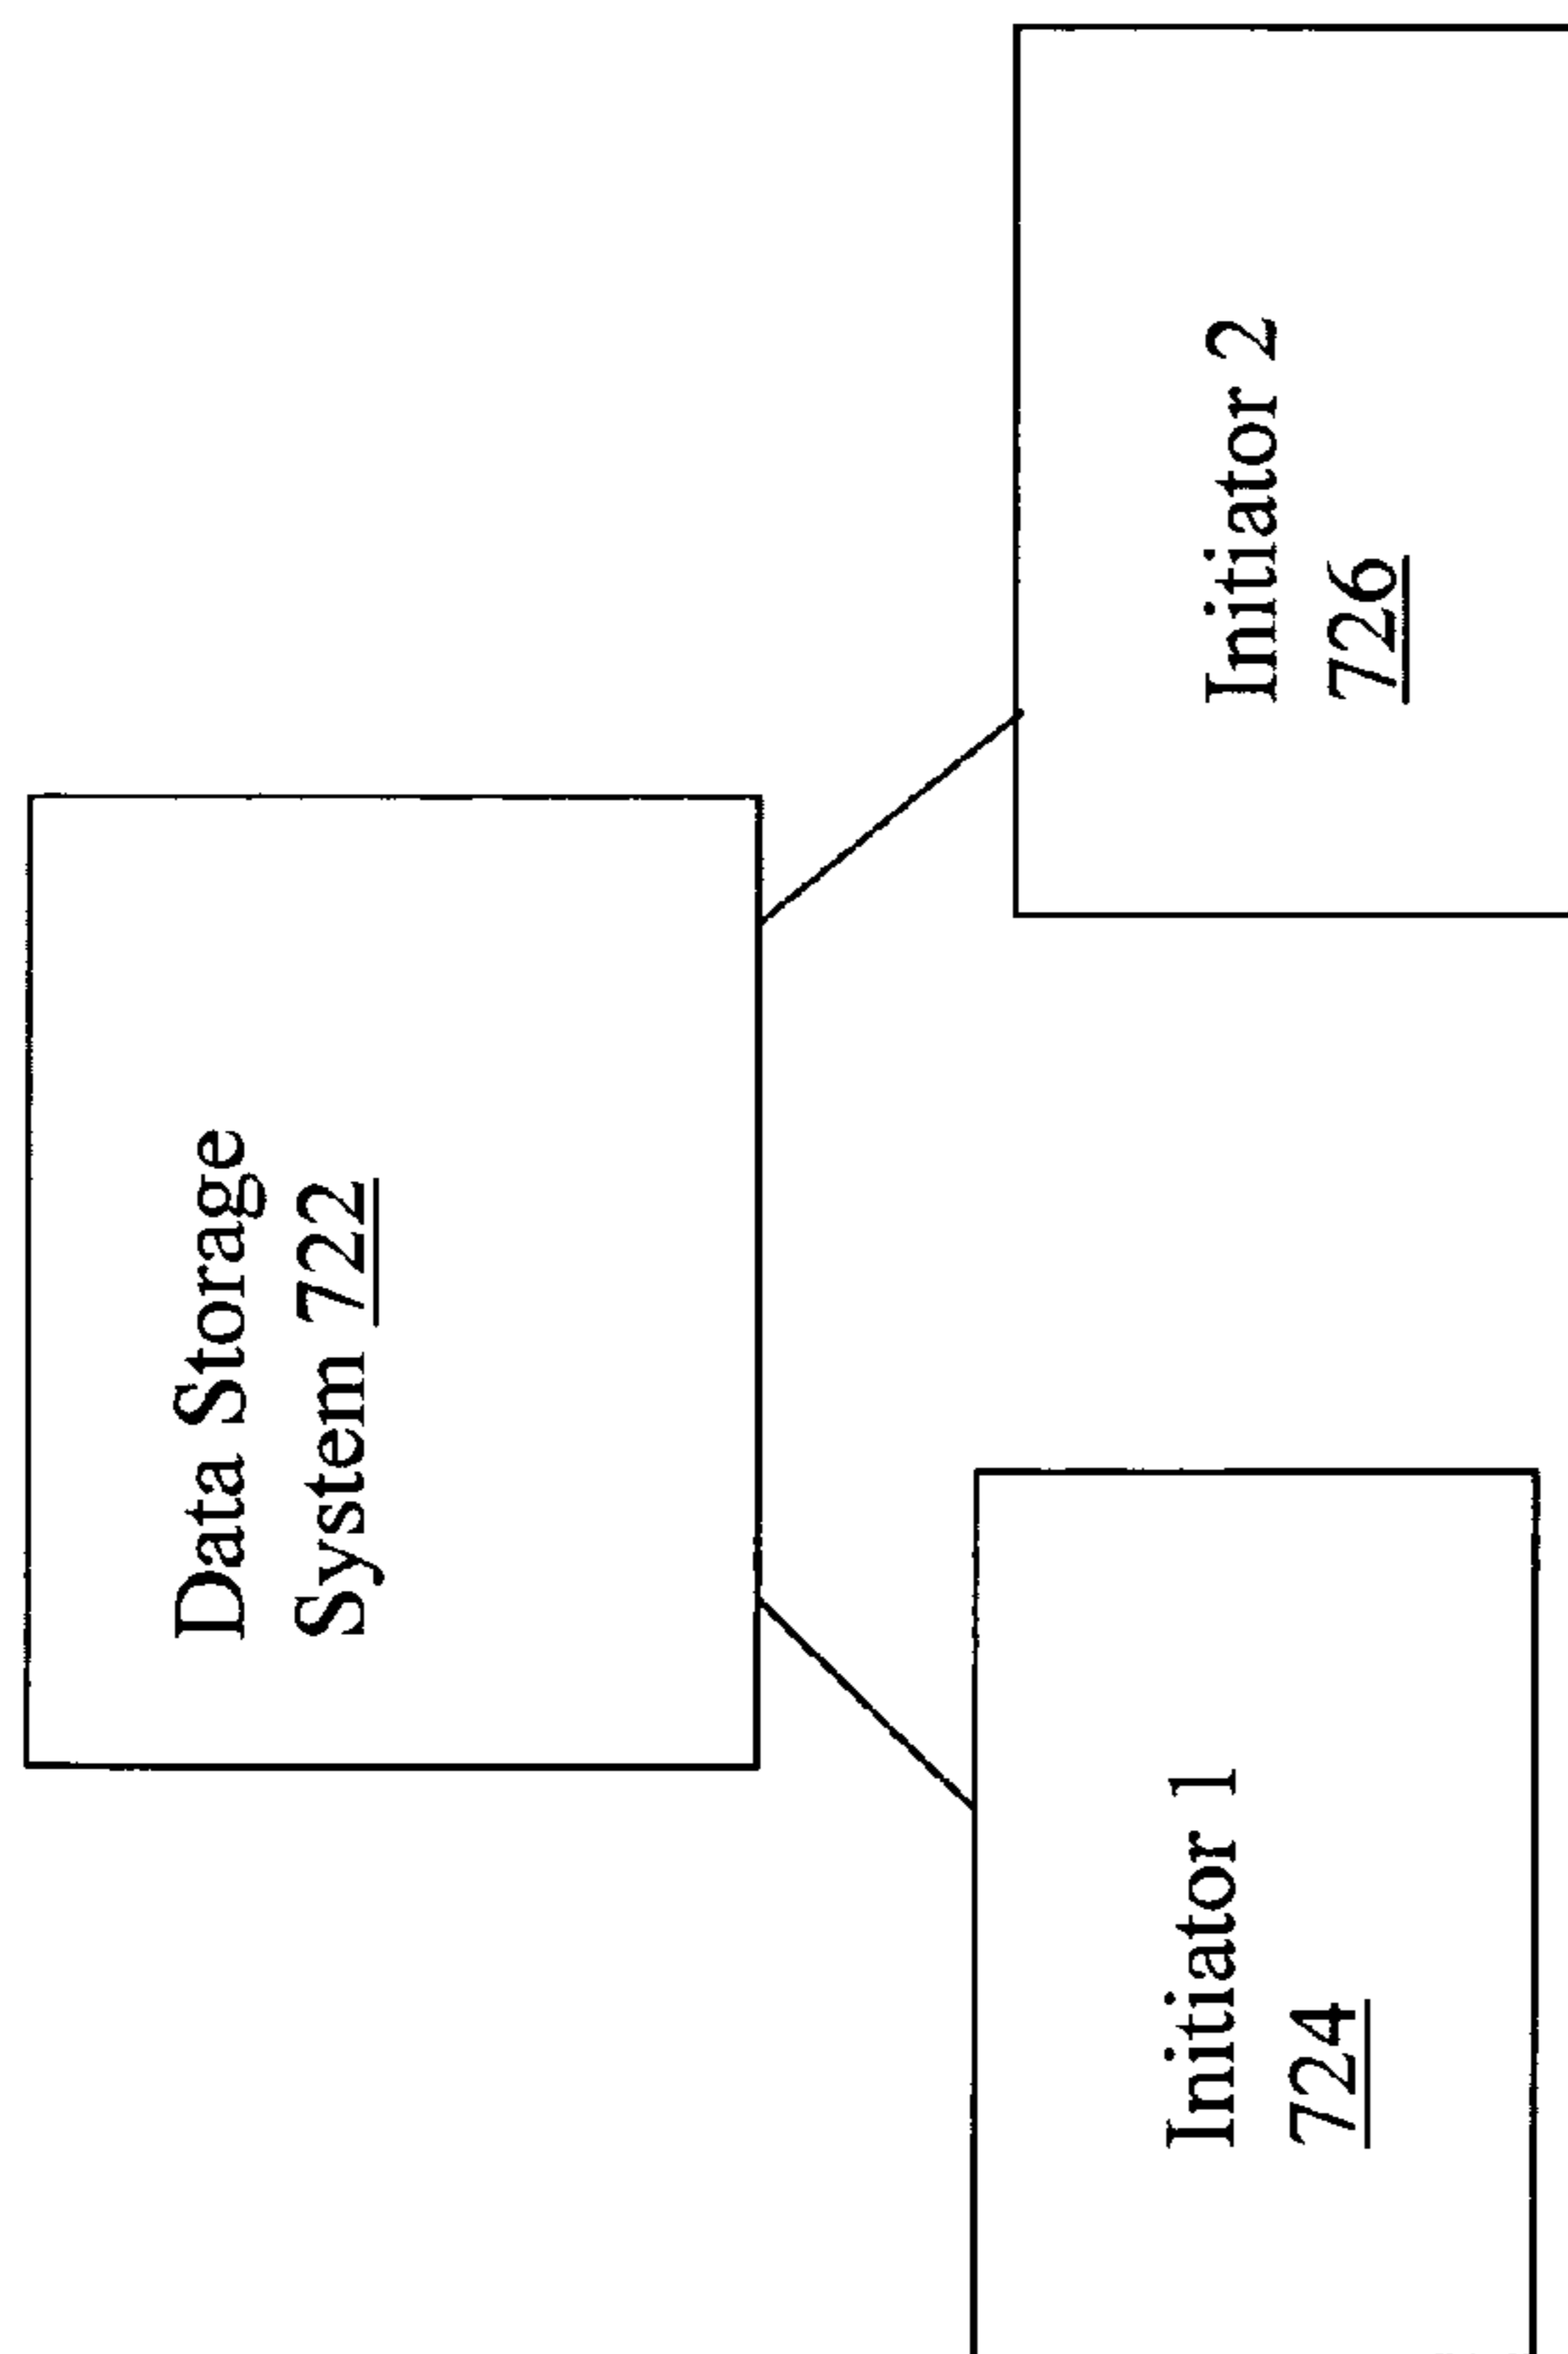 Data Storage
System 722
Initiator 1
724
Initiator 2
726